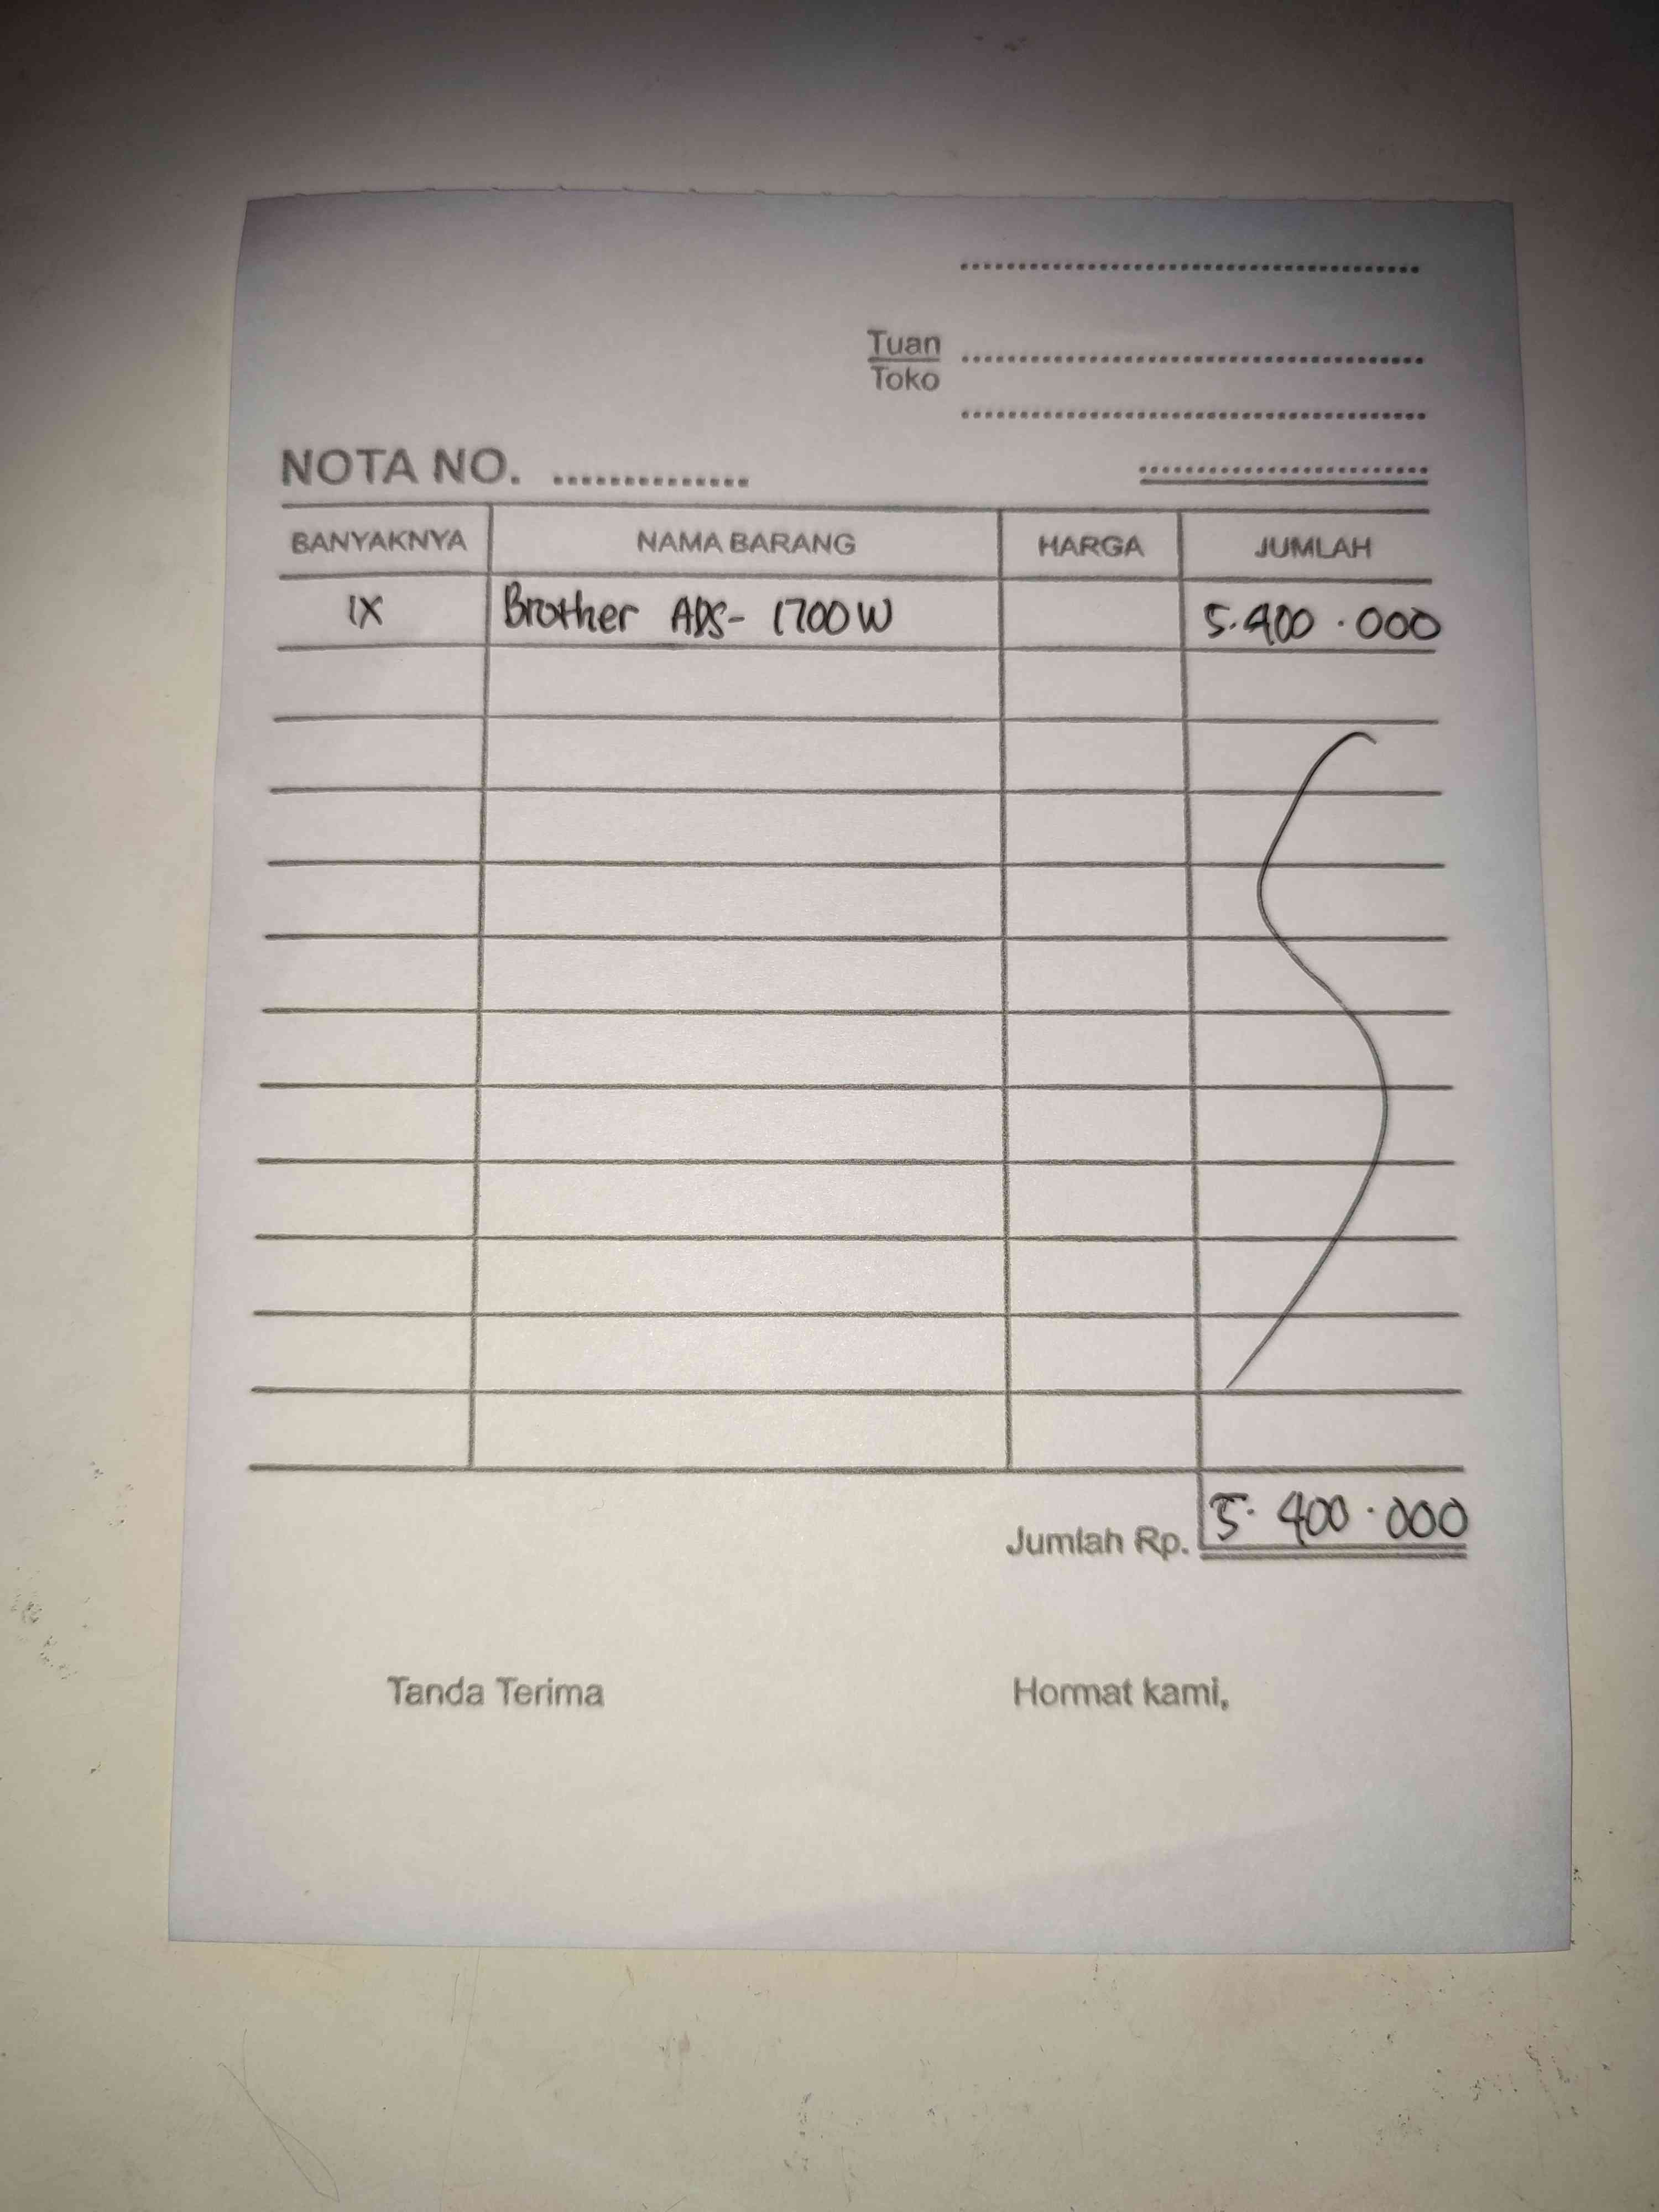 Tuan
Toko
NOTA NO. ..............
BANYAKNYA NAMA BARANG HARGA JUMLAH
1X Brother ADS- 1700W 5.400.000
Jumlah Rp. 5.400.000
Tanda Terima Hormat kami,